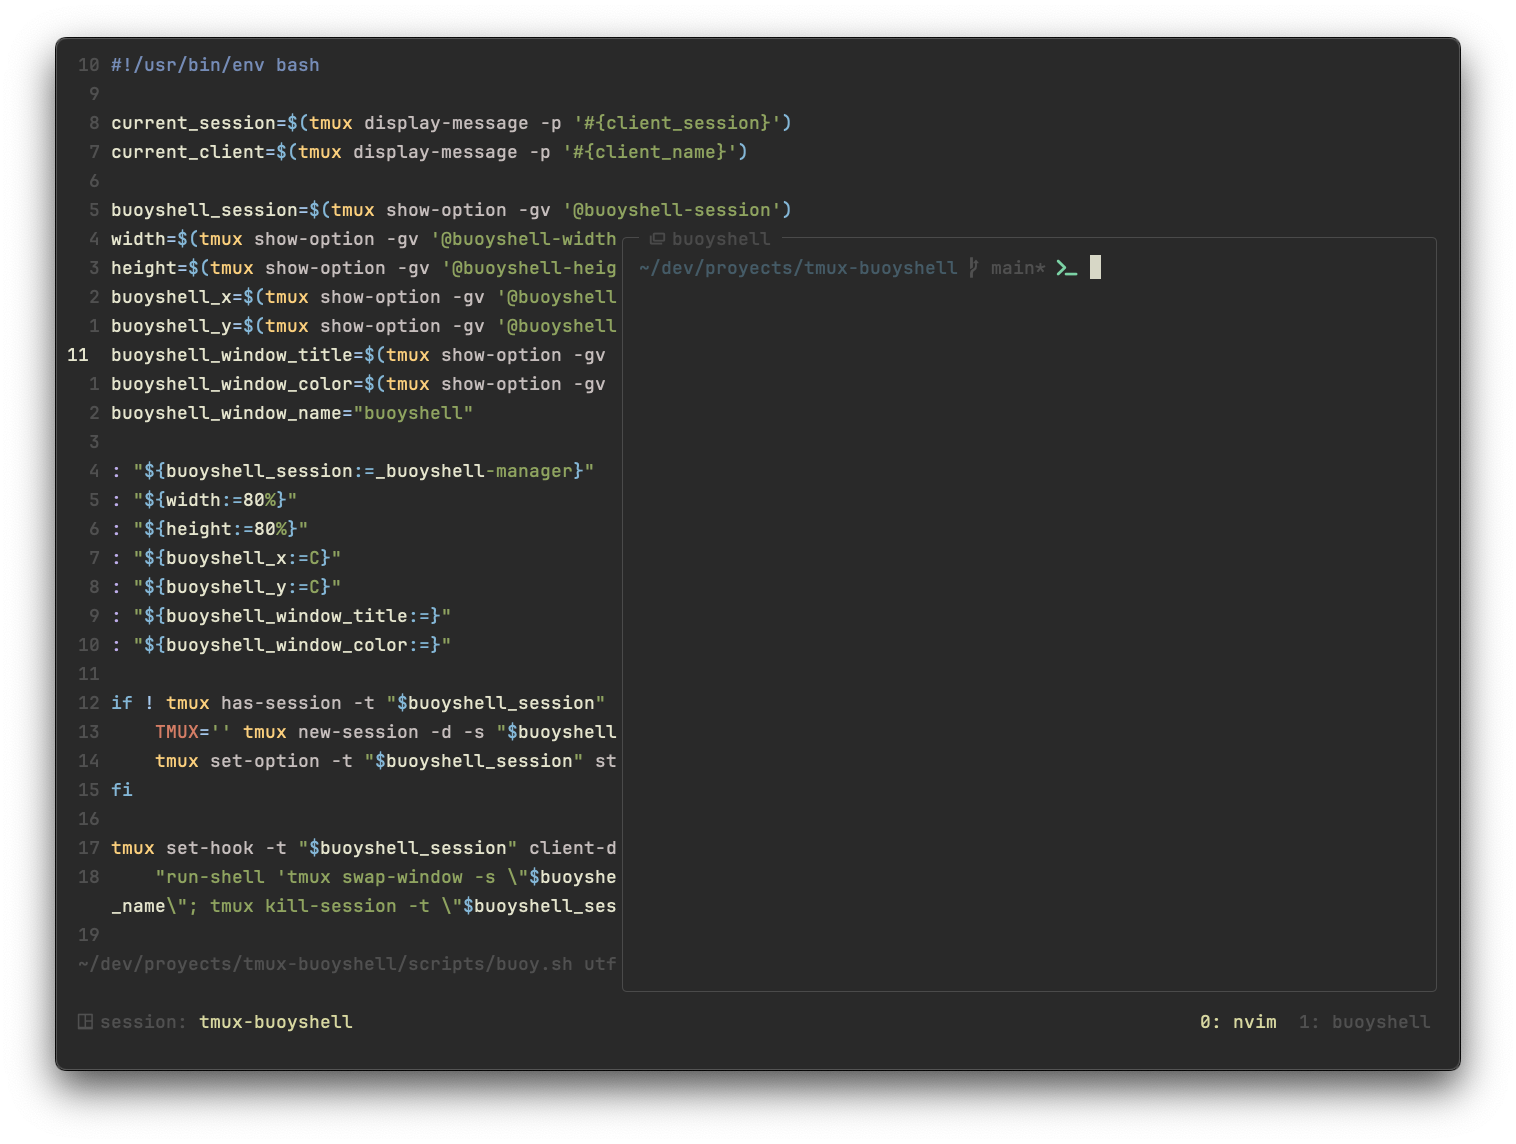 10 #!/usr/bin/env bash
9
8 current_session=$(tmux display-message -p '#{client_session}')
7 current_client=$(tmux display-message -p '#{client_name}')
6
5 buoyshell_session=$(tmux show-option -gv '@buoyshell-session')
4 width=$(tmux show-option -gv '@buoyshell-width
3 height=$(tmux show-option -gv '@buoyshell-heig
2 buoyshell_x=$(tmux show-option -gv '@buoyshell
1 buoyshell_y=$(tmux show-option -gv '@buoyshell
11 buoyshell_window_title=$(tmux show-option -gv
1 buoyshell_window_color=$(tmux show-option -gv
2 buoyshell_window_name="buoyshell"
3
4 : "${buoyshell_session:=_buoyshell-manager}"
5 : "${width:=80%}"
6 : "${height:=80%}"
7 : "${buoyshell_x:=C}"
8 : "${buoyshell_y:=C}"
9 : "${buoyshell_window_title:=}"
10 : "${buoyshell_window_color:=}"
11
12 if ! tmux has-session -t "$buoyshell_session"
13     TMUX='' tmux new-session -d -s "$buoyshell
14     tmux set-option -t "$buoyshell_session" st
15 fi
16
17 tmux set-hook -t "$buoyshell_session" client-d
18     "run-shell 'tmux swap-window -s \"$buoyshe
_name\"; tmux kill-session -t \"$buoyshell_ses
19
~/dev/proyects/tmux-buoyshell/scripts/buoy.sh utf
buoyshell
~/dev/proyects/tmux-buoyshell main* >_
session: tmux-buoyshell
0: nvim 1: buoyshell